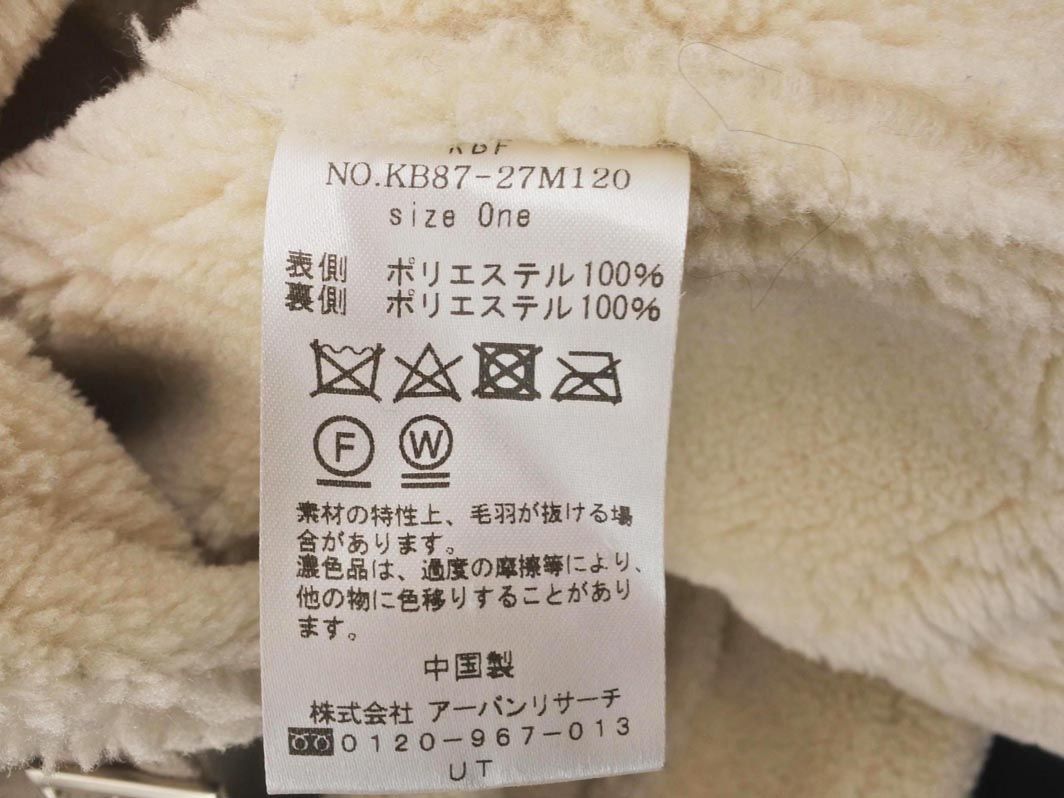 KBF
NO.KB87-27M120
size One
表側 ポリエステル100%
裏側 ポリエステル100%
F W
素材の特性上、毛羽が抜ける場
合があります。
濃色品は、過度の摩擦等により、
他の物に色移りすることがあり
ます。
中国製
株式会社 アーバンリサーチ
0120-967-013
UT